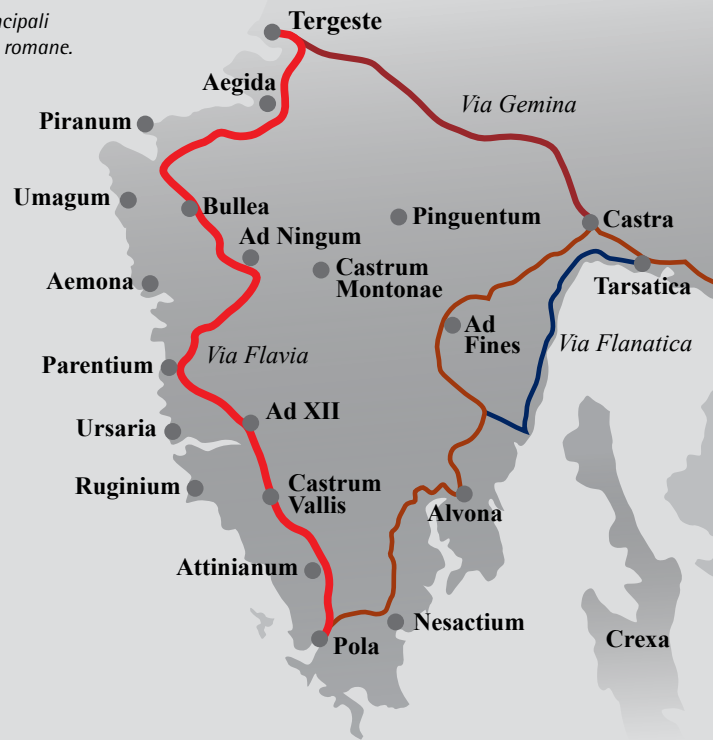 romane.
Tergeste
Aegida
Via Gemina
Piranum
Umagum
Bullea
Pinguentum
Castra
Ad Ningum
Castrum
Montonae
Aemona
Tarsatica
Ad
Fines
Via Flavia
Via Flanatica
Parentium
Ad XII
Ursaria
Ruginium
Castrum
Vallis
Alvona
Attinianum
Nesactium
Pola
Crexa